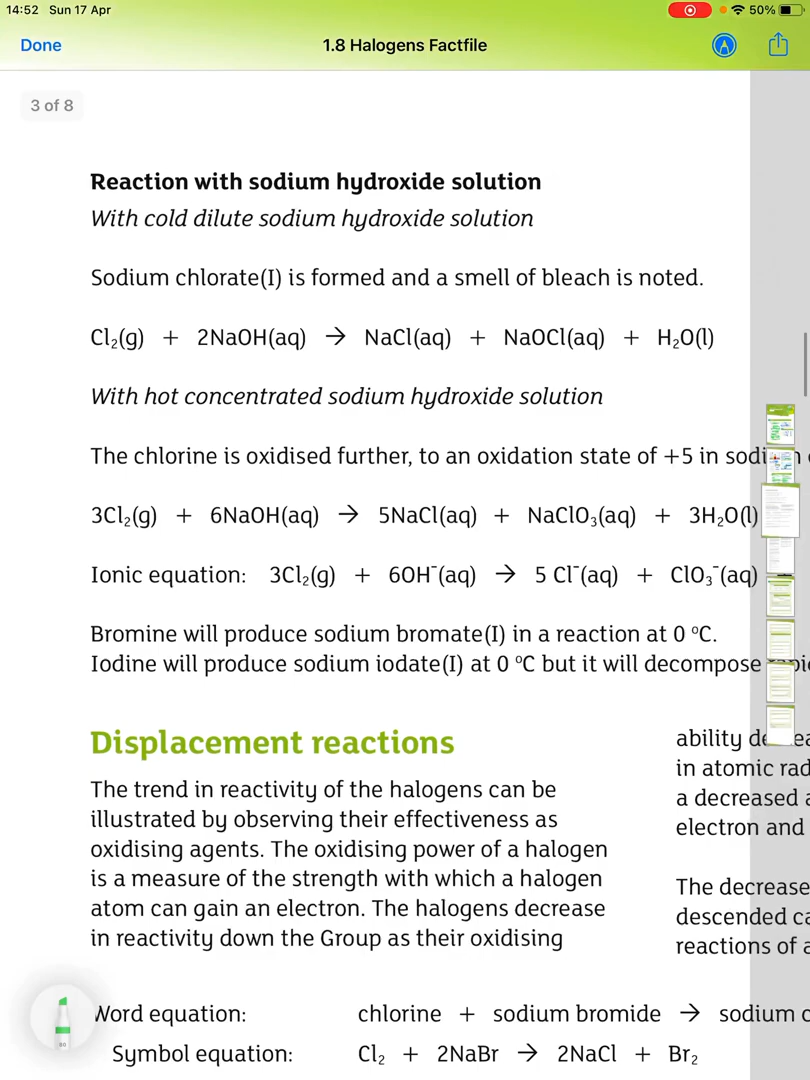 14:52 Sun 17 Apr 50%
Done 1.8 Halogens Factfile
3 of 8
Reaction with sodium hydroxide solution
With cold dilute sodium hydroxide solution
Sodium chlorate(I) is formed and a smell of bleach is noted.
Cl₂(g) + 2NaOH(aq) → NaCl(aq) + NaOCl(aq) + H₂O(l)
With hot concentrated sodium hydroxide solution
The chlorine is oxidised further, to an oxidation state of +5 in
3Cl₂(g) + 6NaOH(aq) → 5NaCl(aq) + NaClO₃(aq) + 3H₂O(l)
Ionic equation: 3Cl₂(g) + 6OH⁻(aq) → 5 Cl⁻(aq) + ClO₃⁻(aq)
Bromine will produce sodium bromate(I) in a reaction at 0 °C.
Iodine will produce sodium iodate(I) at 0 °C but it will decompose
Displacement reactions
The trend in reactivity of the halogens can be
illustrated by observing their effectiveness as
oxidising agents. The oxidising power of a halogen
is a measure of the strength with which a halogen
atom can gain an electron. The halogens decrease
in reactivity down the Group as their oxidising
ability
in atomic rad
a decreased a
electron and
The decrease
descended ca
reactions of a
Word equation: chlorine + sodium bromide → sodium c
Symbol equation: Cl₂ + 2NaBr → 2NaCl + Br₂